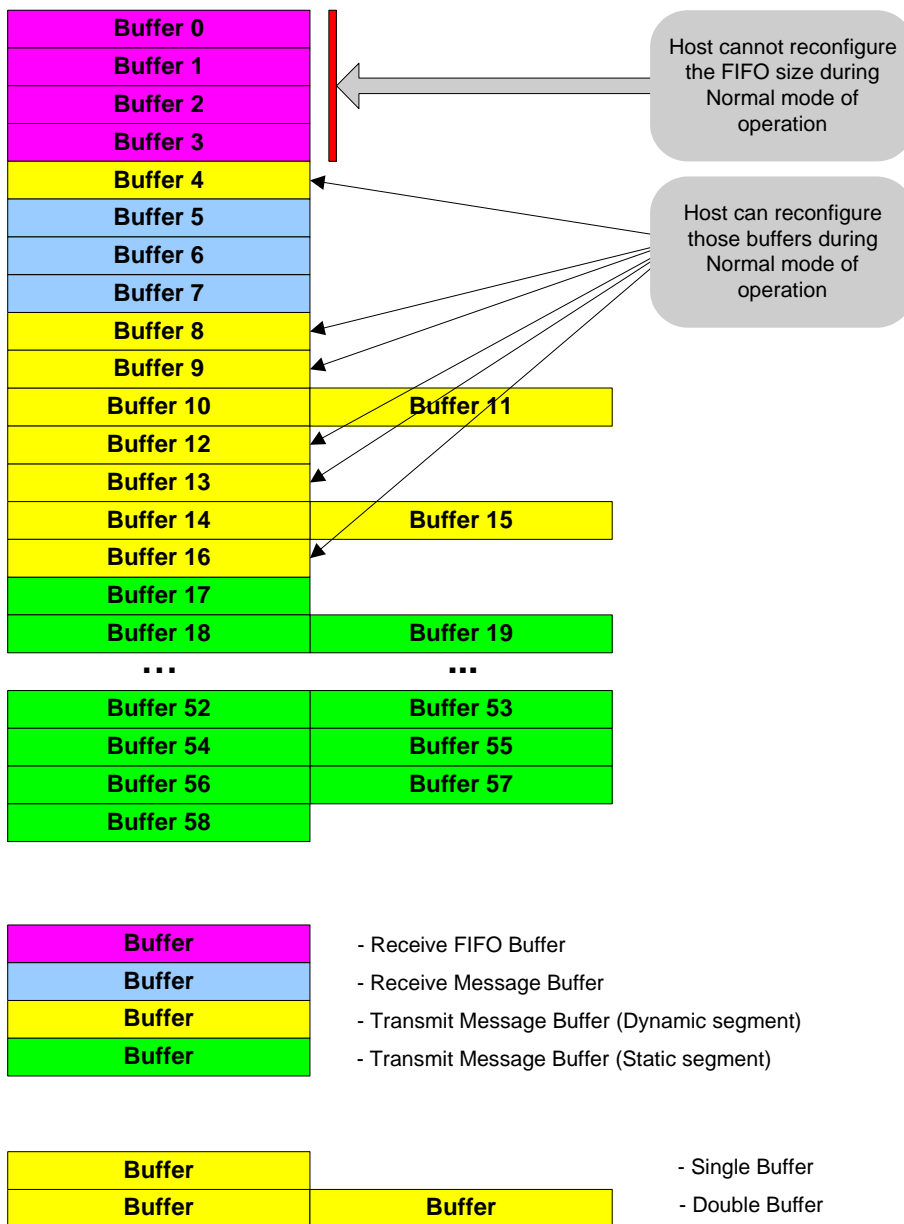 Buffer 0
Buffer 1
Buffer 2
Buffer 3
Host cannot reconfigure
the FIFO size during
Normal mode of
operation
Buffer 4
Buffer 5
Buffer 6
Buffer 7
Host can reconfigure
those buffers during
Normal mode of
operation
Buffer 8
Buffer 9
Buffer 10 Buffer 11
Buffer 12
Buffer 13
Buffer 14 Buffer 15
Buffer 16
Buffer 17
Buffer 18 Buffer 19
... ...
Buffer 52 Buffer 53
Buffer 54 Buffer 55
Buffer 56 Buffer 57
Buffer 58
Buffer - Receive FIFO Buffer
Buffer - Receive Message Buffer
Buffer - Transmit Message Buffer (Dynamic segment)
Buffer - Transmit Message Buffer (Static segment)
Buffer - Single Buffer
Buffer Buffer - Double Buffer